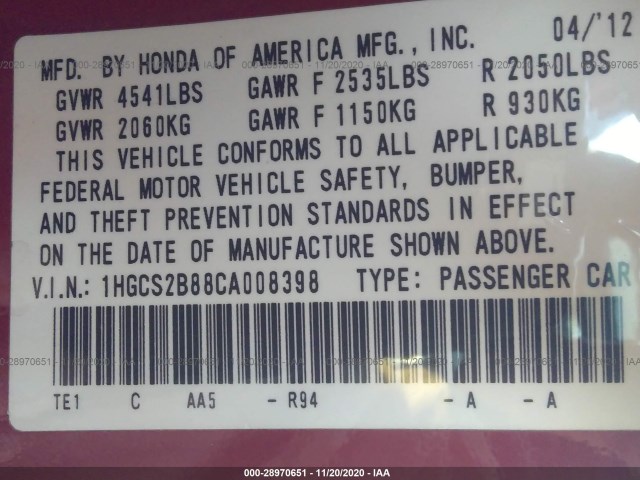 MFD. BY HONDA OF AMERICA MFG., INC. 04/'12
GVWR 4541LBS GAWR F 2535LBS R 2050LBS
GVWR 2060KG GAWR F 1150KG R 930KG
THIS VEHICLE CONFORMS TO ALL APPLICABLE
FEDERAL MOTOR VEHICLE SAFETY, BUMPER,
AND THEFT PREVENTION STANDARDS IN EFFECT
ON THE DATE OF MANUFACTURE SHOWN ABOVE.
V.I.N.: 1HGCS2B88CA008398 TYPE: PASSENGER CAR
TE1 C AA5 - R94 - A - A
000-28970651 - 11/20/2020 - IAA